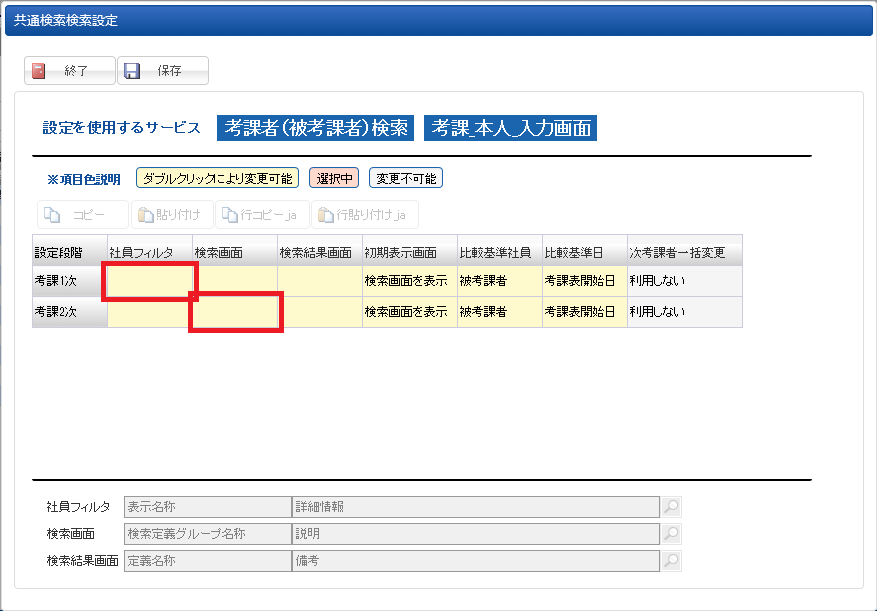 共通検索検索設定
終了 保存
設定を使用するサービス 考課者(被考課者)検索 考課_本人_入力画面
※項目色説明 ダブルクリックにより変更可能 選択中 変更不可能
コピー 貼り付け 行コピー_ja 行貼り付け_ja
設定段階 社員フィルタ 検索画面 検索結果画面 初期表示画面 比較基準社員 比較基準日 次考課者一括変更
考課1次 検索画面を表示 被考課者 考課表開始日 利用しない
考課2次 検索画面を表示 被考課者 考課表開始日 利用しない
社員フィルタ 表示名称 詳細情報
検索画面 検索定義グループ名称 説明
検索結果画面 定義名称 備考